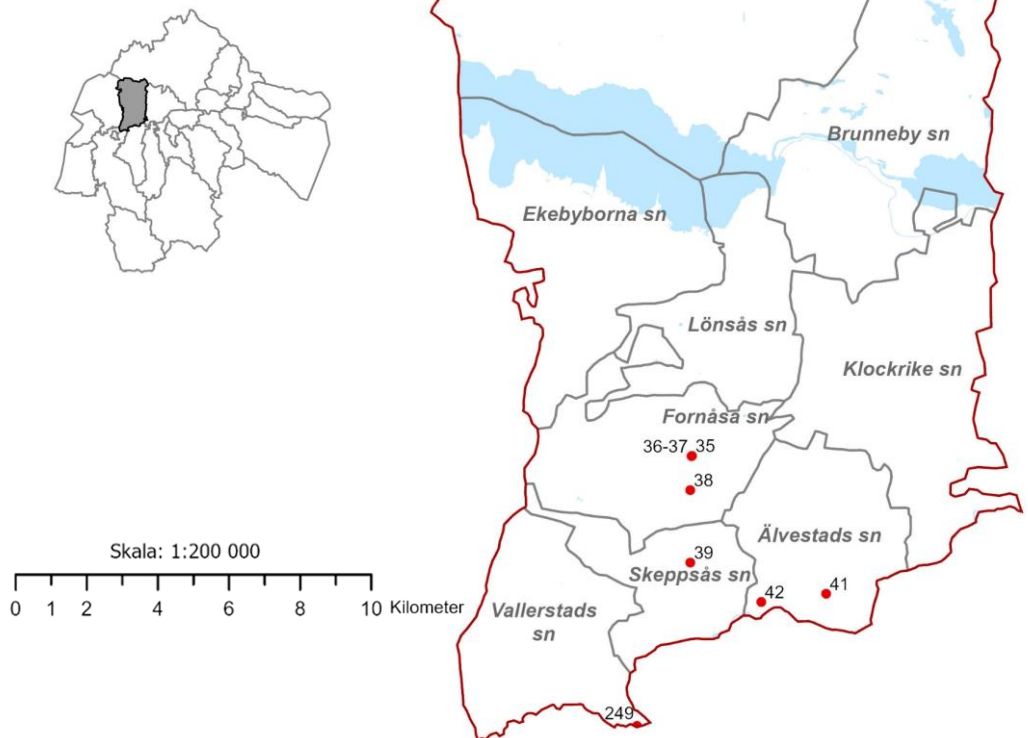 Brunneby sn
Ekebyborna sn
Lönsås sn
Klockrike sn
Fornåsa sn
36-37 35
38
Skala: 1:200 000
0 1 2 4 6 8 10 Kilometer
Älvestads sn
39
Skeppsås sn
42
41
Vallerstads
sn
249